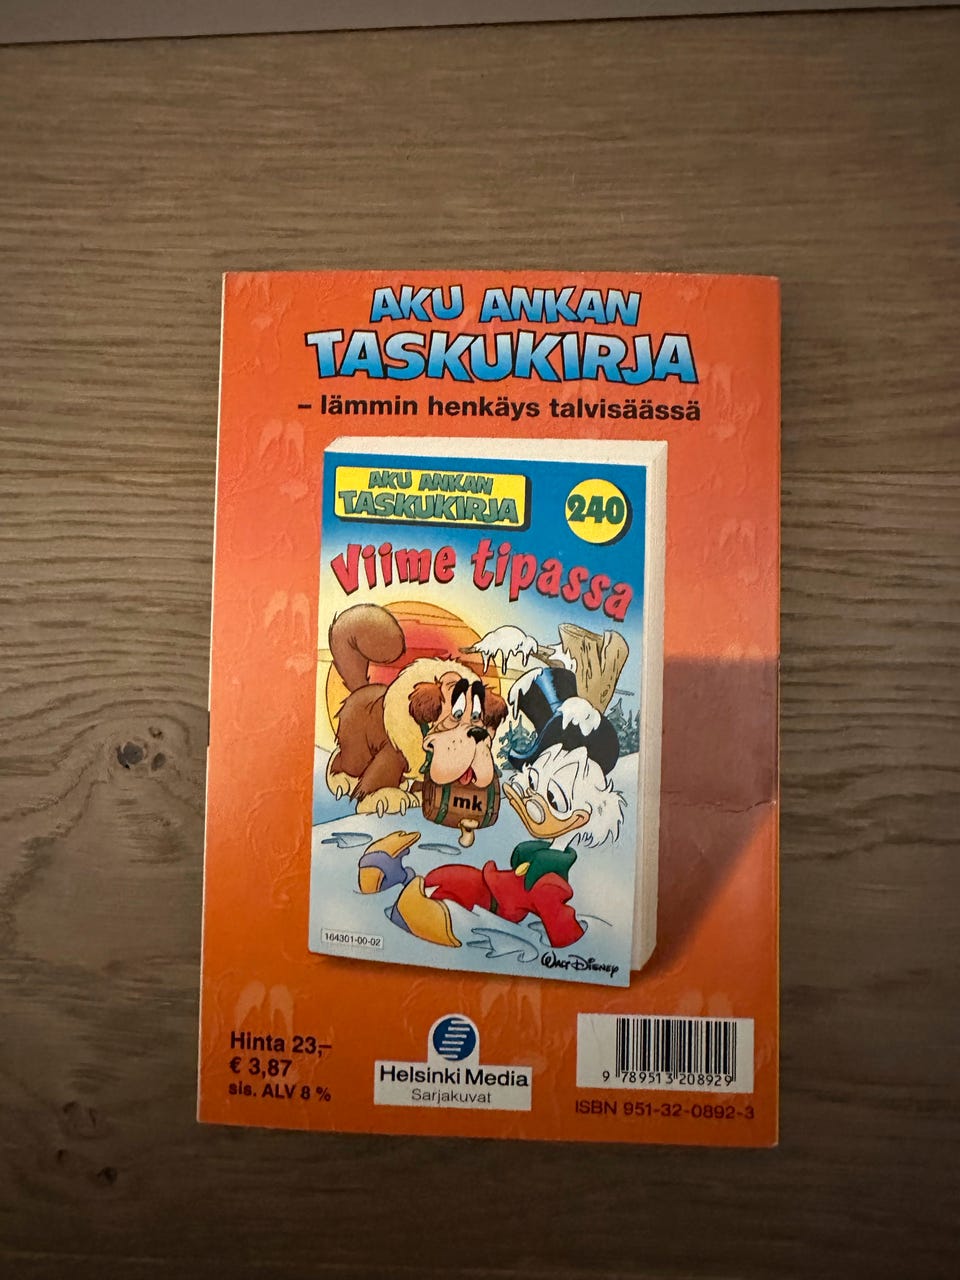 AKU ANKAN
TASKUKIRJA
– lämmin henkäys talvisäässä
AKU ANKAN
TASKUKIRJA
240
Viime tipassa
mk
164301-00-02
WALT DISNEY
Hinta 23,–
€ 3,87
sis. ALV 8 %
Helsinki Media
Sarjakuvat
9 789513 208929
ISBN 951-32-0892-3